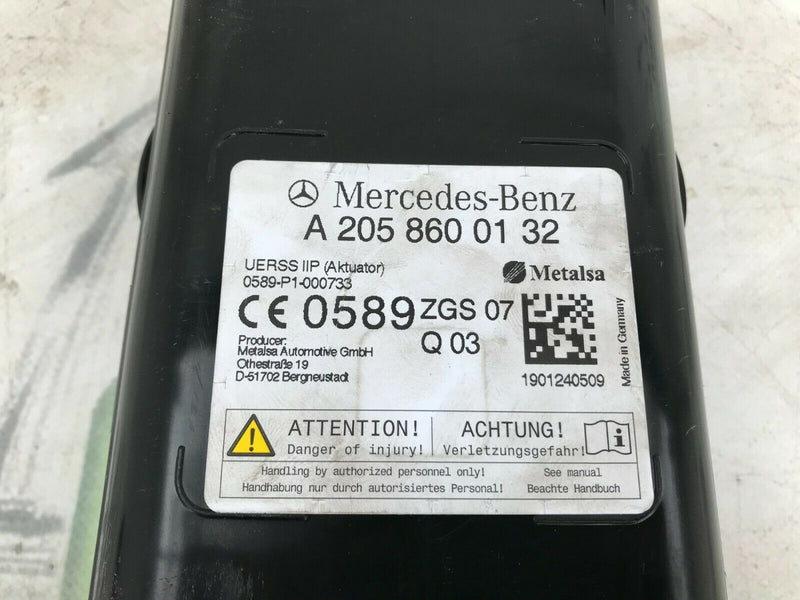 Mercedes-Benz
A 205 860 01 32
UERSS IIP (Aktuator)
0589-P1-000733
Metalsa
CE 0589 ZGS 07
Q 03
Producer:
Metalsa Automotive GmbH
Othestraße 19
D-51702 Bergneustadt
1901240509
Made in Germany
ATTENTION!
Danger of injury!
ACHTUNG!
Verletzungsgefahr!
Handling by authorized personnel only!
See manual
Handhabung nur durch autorisiertes Personal!
Beachte Handbuch